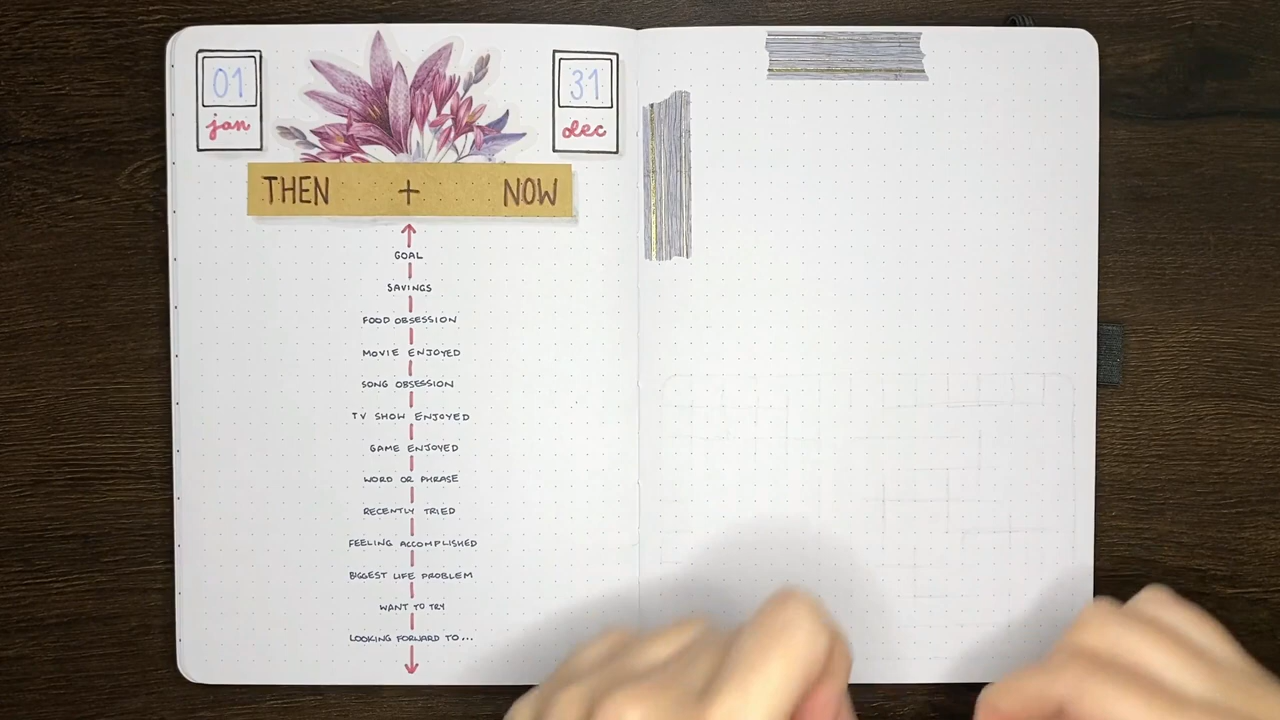 01
jan
31
dec
THEN + NOW
GOAL
SAVINGS
FOOD OBSESSION
MOVIE ENJOYED
SONG OBSESSION
TV SHOW ENJOYED
GAME ENJOYED
WORD OR PHRASE
RECENTLY TRIED
FEELING ACCOMPLISHED
BIGGEST LIFE PROBLEM
WANT TO TRY
LOOKING FORWARD TO...